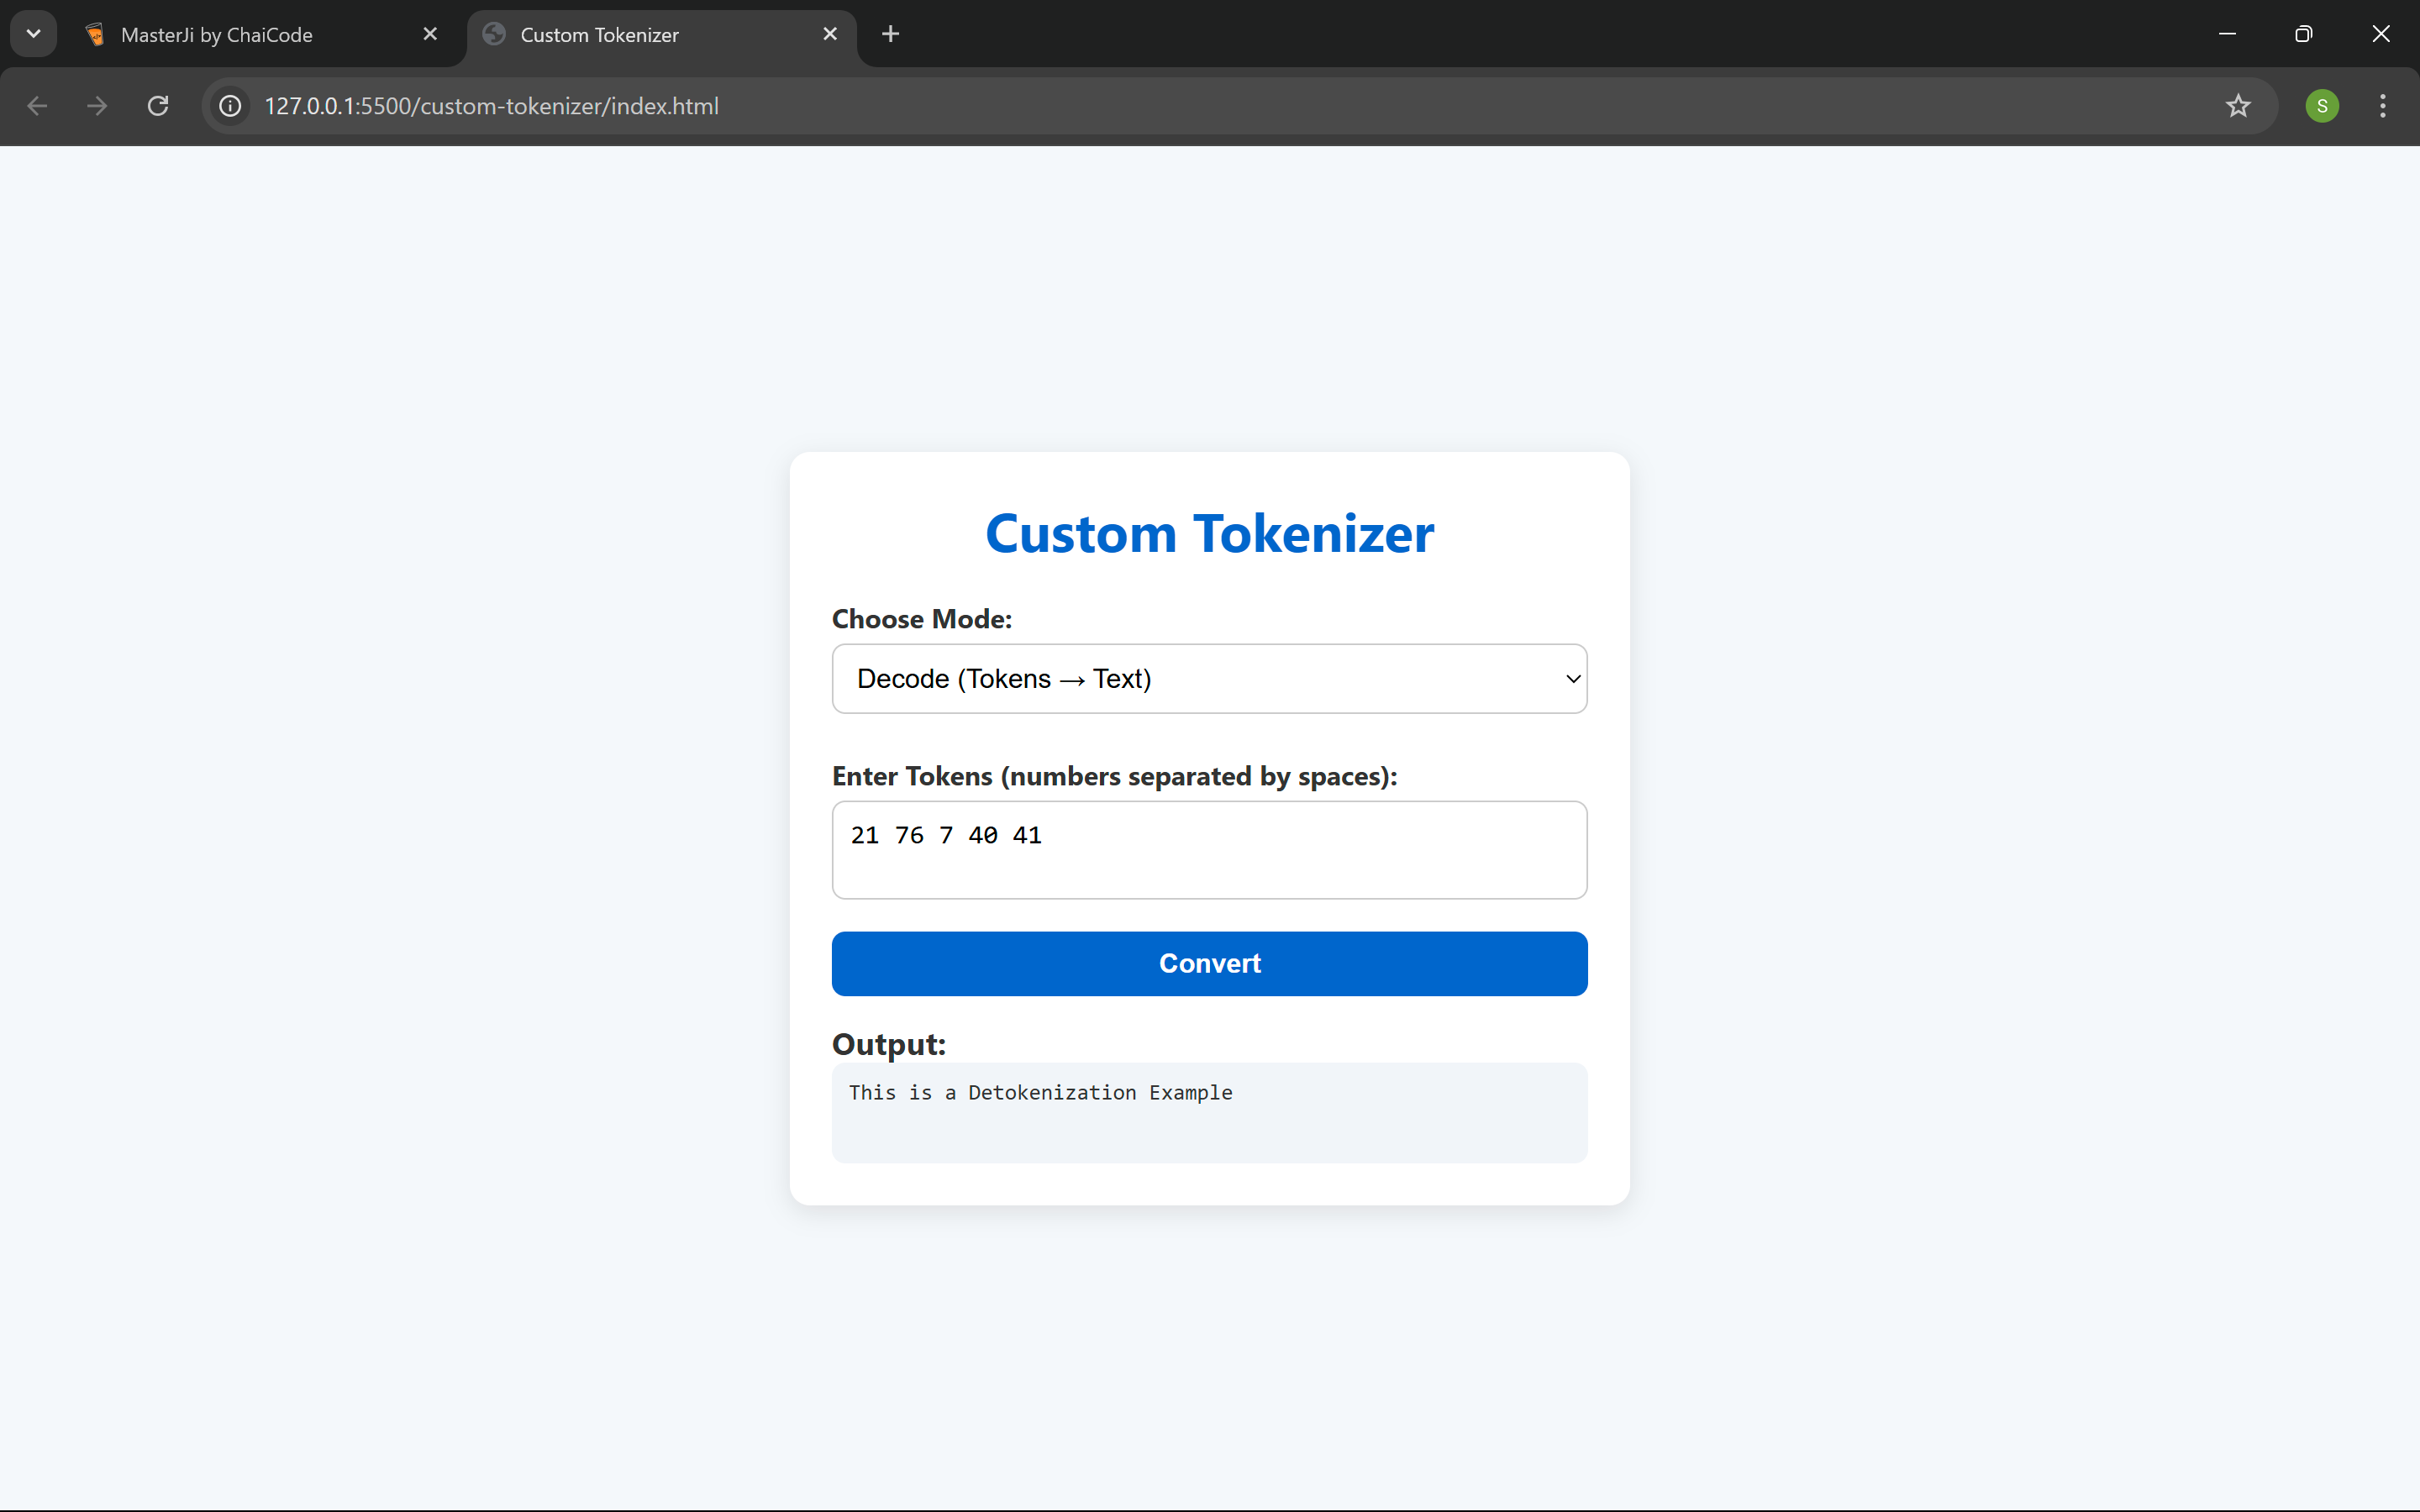 MasterJi by ChaiCode
Custom Tokenizer
127.0.0.1:5500/custom-tokenizer/index.html
S
Custom Tokenizer
Choose Mode:
Decode (Tokens → Text)
Enter Tokens (numbers separated by spaces):
21 76 7 40 41
Convert
Output:
This is a Detokenization Example